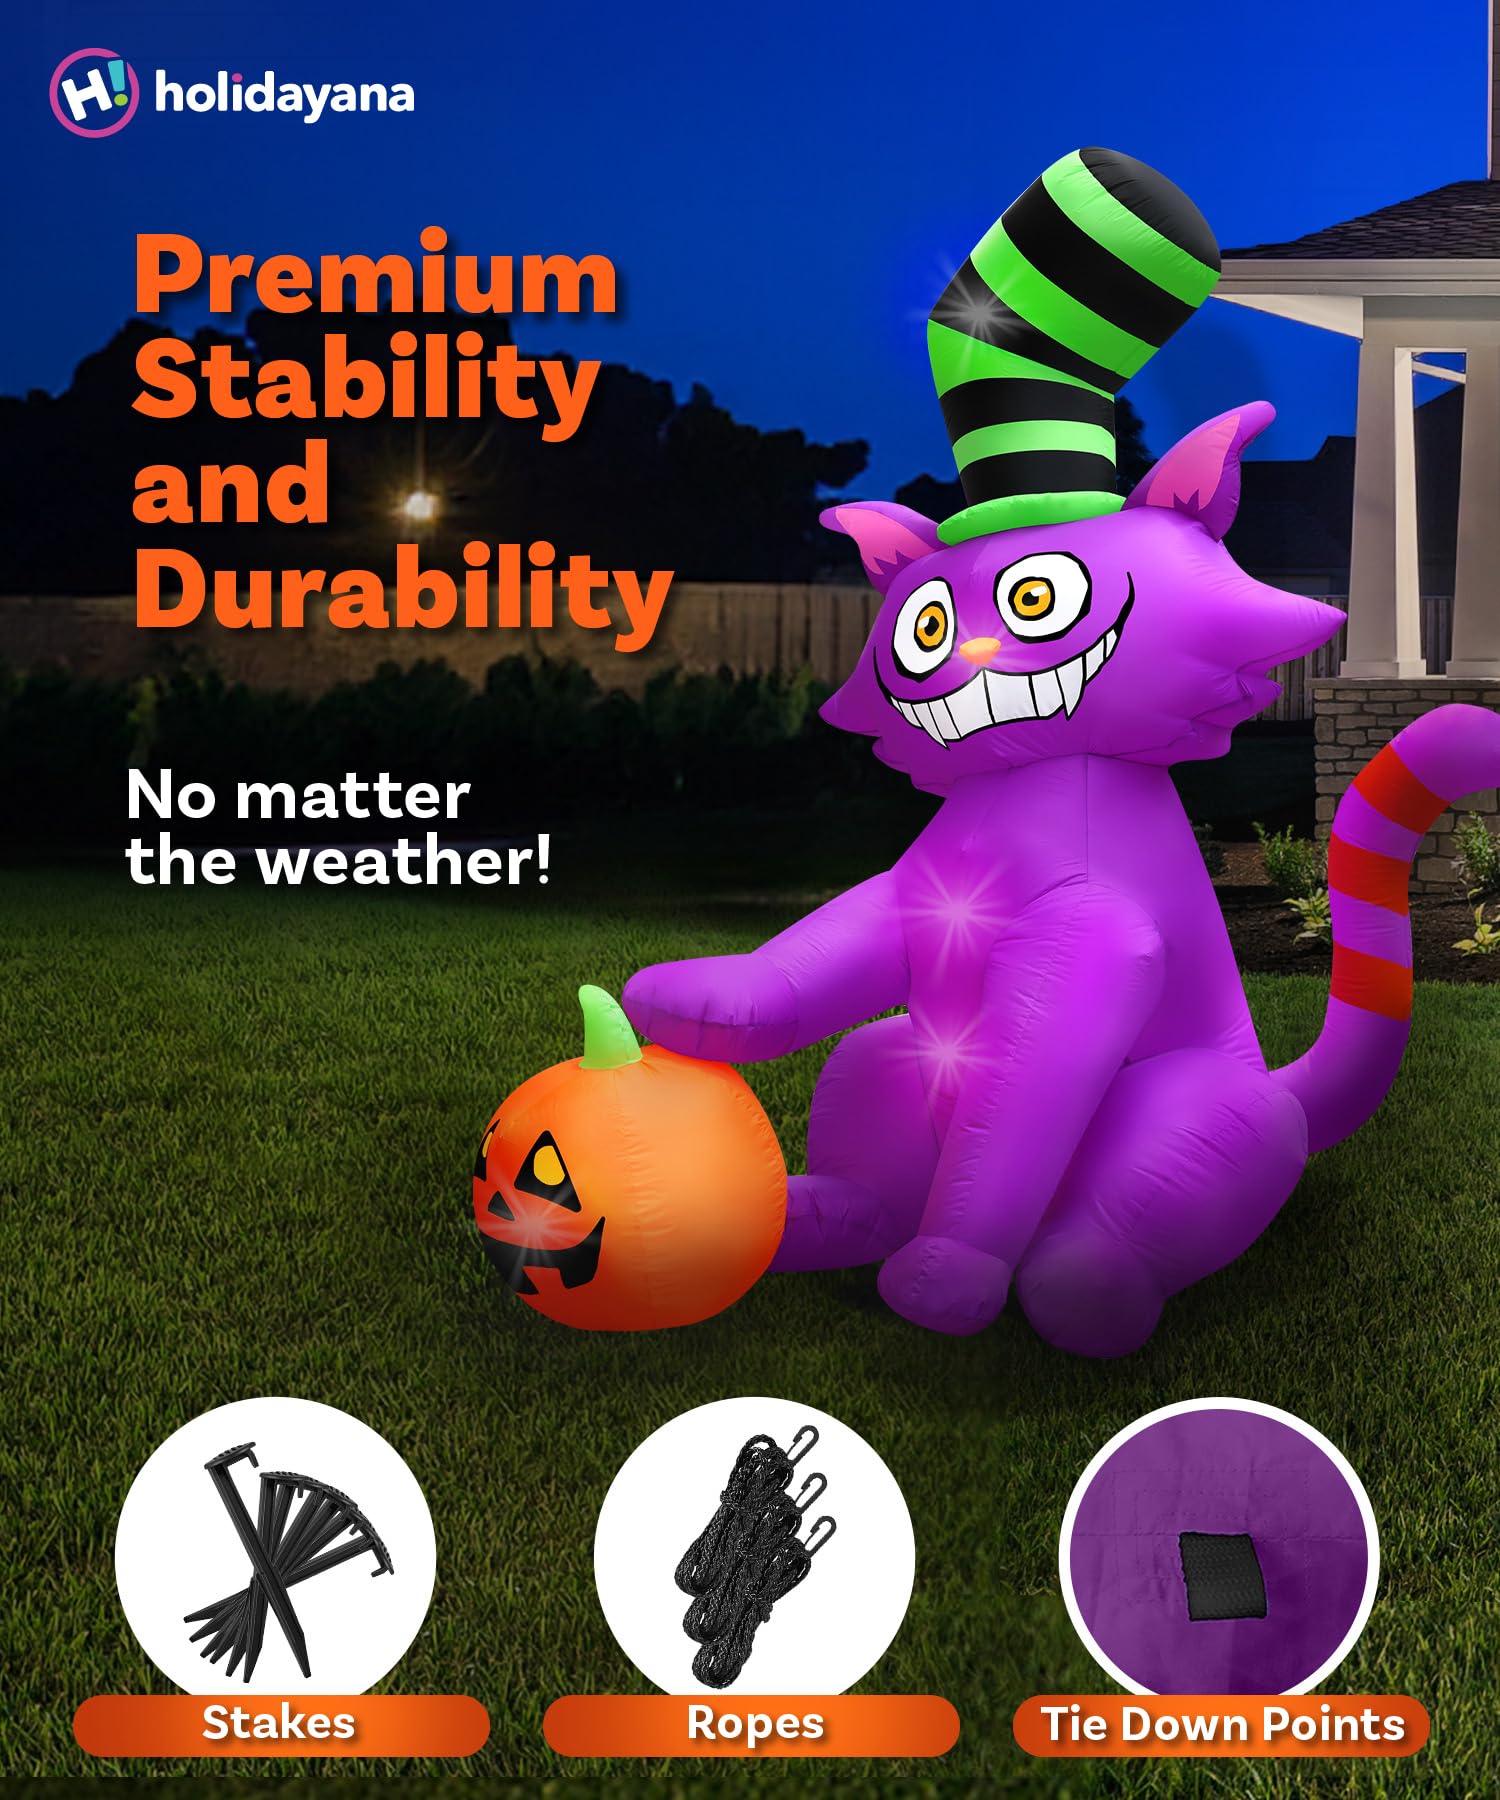 H! holidayana
Premium
Stability
and
Durability
No matter
the weather!
Stakes
Ropes
Tie Down Points